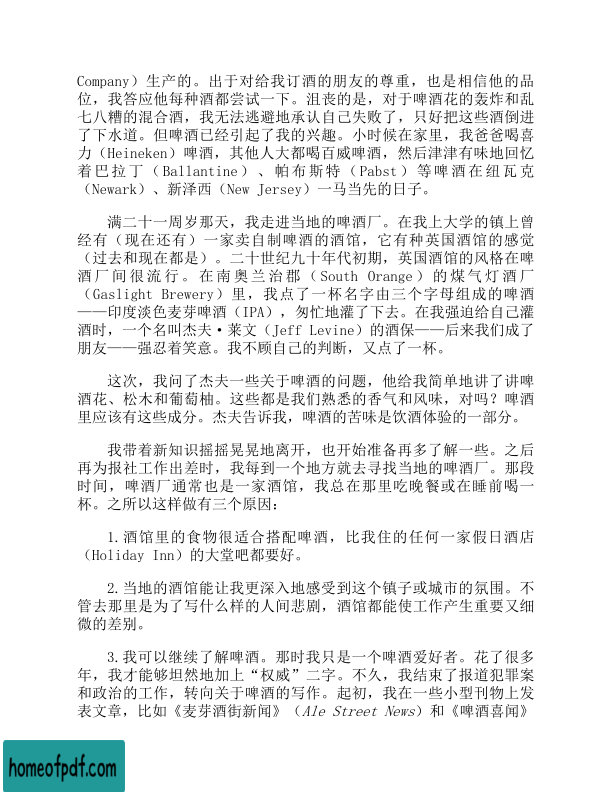 Company）生产的。出于对给我订酒的朋友的尊重，也是相信他的品
位，我答应他每种酒都尝试一下。沮丧的是，对于啤酒花的轰炸和乱
七八糟的混合酒，我无法逃避地承认自己失败了，只好把这些酒倒进
了下水道。但啤酒已经引起了我的兴趣。小时候在家里，我爸爸喝喜
力（Heineken）啤酒，其他人大都喝百威啤酒，然后津津有味地回忆
着巴拉丁（Ballantine）、帕布斯特（Pabst）等啤酒在纽瓦克
（Newark）、新泽西（New Jersey）一马当先的日子。
满二十一周岁那天，我走进当地的啤酒厂。在我上大学的镇上曾
经有（现在还有）一家卖自制啤酒的酒馆，它有种英国酒馆的感觉
（过去和现在都是）。二十世纪九十年代初期，英国酒馆的风格在啤
酒厂间很流行。在南奥兰治郡（South Orange）的煤气灯酒厂
（Gaslight Brewery）里，我点了一杯名字由三个字母组成的啤酒
——印度淡色麦芽啤酒（IPA），匆忙地灌了下去。在我强迫给自己灌
酒时，一个名叫杰夫·莱文（Jeff Levine）的酒保——后来我们成了
朋友——强忍着笑意。我不顾自己的判断，又点了一杯。
这次，我问了杰夫一些关于啤酒的问题，他给我简单地讲了讲啤
酒花、松木和葡萄柚。这些都是我们熟悉的香气和风味，对吗？啤酒
里应该有这些成分。杰夫告诉我，啤酒的苦味是饮酒体验的一部分。
我带着新知识摇摇晃晃地离开，也开始准备再多了解一些。之后
再为报社工作出差时，我每到一个地方就去寻找当地的啤酒厂。那段
时间，啤酒厂通常也是一家酒馆，我总在那里吃晚餐或在睡前喝一
杯。之所以这样做有三个原因：
1.酒馆里的食物很适合搭配啤酒，比我住的任何一家假日酒店
（Holiday Inn）的大堂吧都要好。
2.当地的酒馆能让我更深入地感受到这个镇子或城市的氛围。不
管去那里是为了写什么样的人间悲剧，酒馆都能使工作产生重要又细
微的差别。
3.我可以继续了解啤酒。那时我只是一个啤酒爱好者。花了很多
年，我才能够坦然地加上“权威”二字。不久，我结束了报道犯罪案
和政治的工作，转向关于啤酒的写作。起初，我在一些小型刊物上发
表文章，比如《麦芽酒街新闻》（Ale Street News）和《啤酒喜闻》
homeofpdf.com